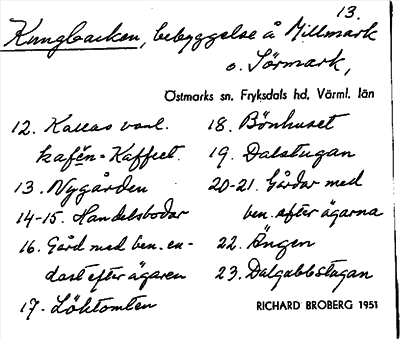 13.
Kungbacken, bebyggelse å Millmark
o. Sörmark,
Östmarks sn. Fryksdals hd. Värml. län
12. Kallas vanl.
kafën = Kaffeet.
13. Nygården
14-15. Handelsbodar
16. Gård med ben. en-
dast efter ägaren
17. Löktomten
18. Bönhuset
19. Dalstugan
20-21. Gårdar med
ben. efter ägarna
22. Ängen
23. Dalgubbstugan
RICHARD BROBERG 1951